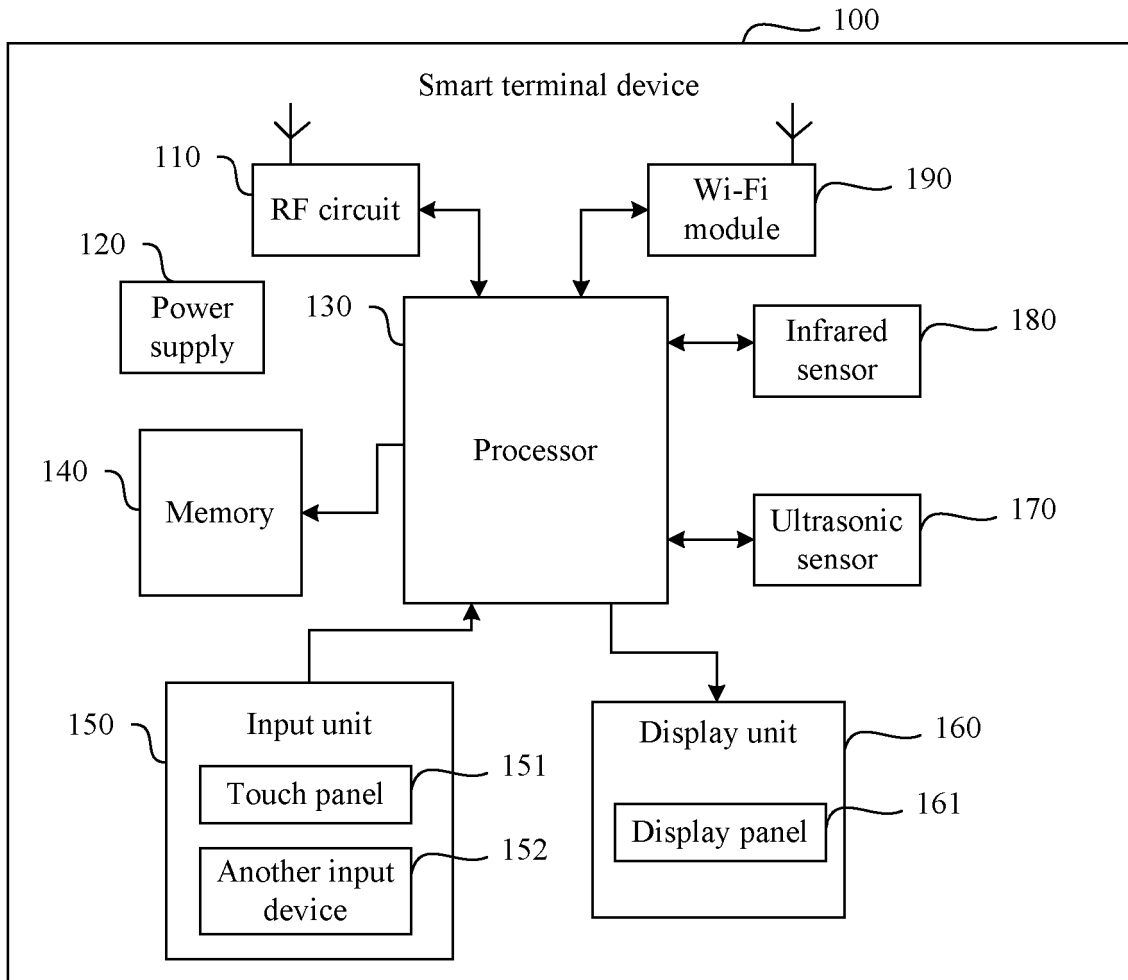 100
Smart terminal device
110
RF circuit
Wi-Fi
module
190
120
Power
supply
130
Processor
Infrared
sensor
180
140
Memory
Ultrasonic
sensor
170
150
Input unit
Touch panel
151
Another input
device
152
Display unit
160
Display panel
161